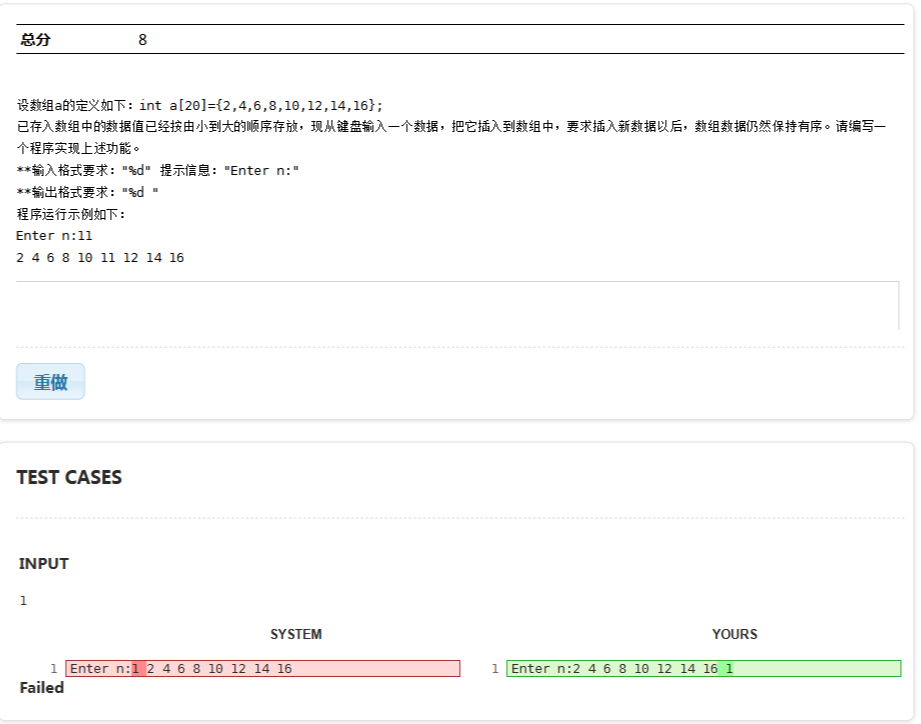 总分 8
设数组a的定义如下：int a[20]={2,4,6,8,10,12,14,16};
已存入数组中的数据值已经按由小到大的顺序存放，现从键盘输入一个数据，把它插入到数组中，要求插入新数据以后，数组数据仍然保持有序。请编写一
个程序实现上述功能。
**输入格式要求："%d" 提示信息："Enter n:"
**输出格式要求："%d "
程序运行示例如下：
Enter n:11
2 4 6 8 10 11 12 14 16
重做
TEST CASES
INPUT
1
SYSTEM YOURS
1 Enter n:1 2 4 6 8 10 12 14 16 1 Enter n:2 4 6 8 10 12 14 16 1
Failed